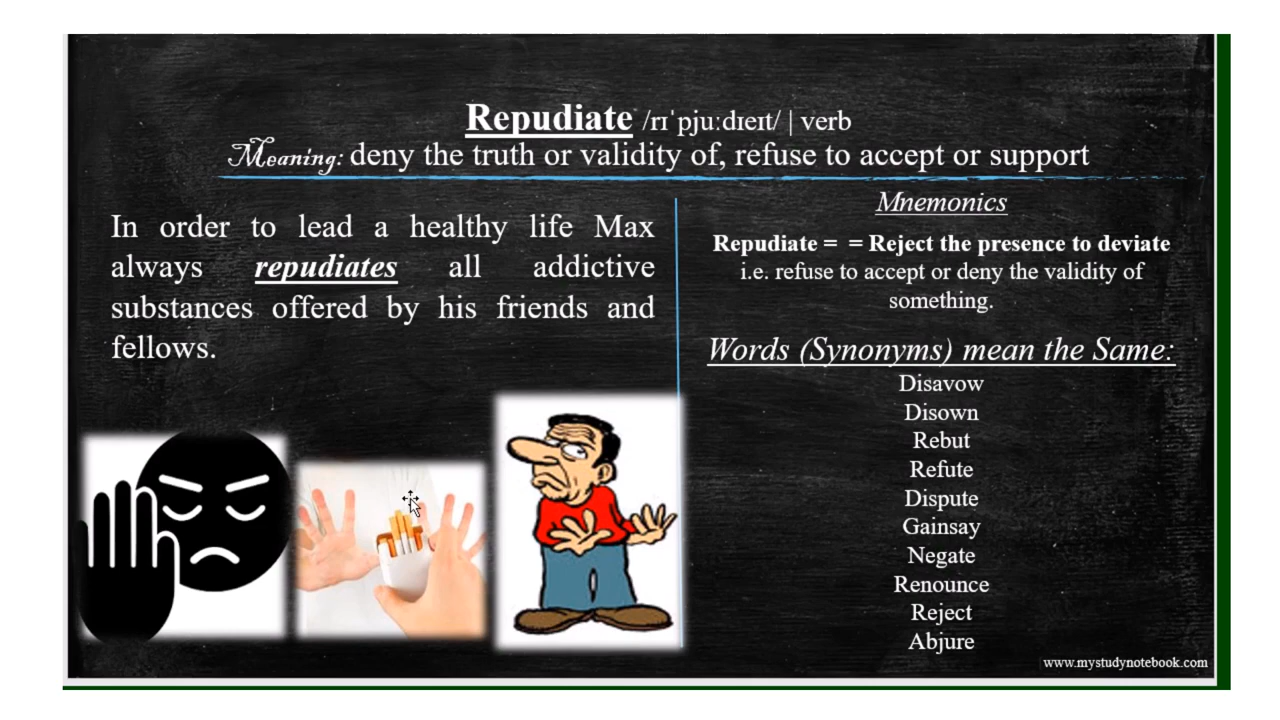 Repudiate /rɪˈpjuːdɪeɪt/ | verb
Meaning: deny the truth or validity of, refuse to accept or support
In order to lead a healthy life Max
always repudiates all addictive
substances offered by his friends and
fellows.
Mnemonics
Repudiate = = Reject the presence to deviate
i.e. refuse to accept or deny the validity of
something.
Words (Synonyms) mean the Same:
Disavow
Disown
Rebut
Refute
Dispute
Gainsay
Negate
Renounce
Reject
Abjure
www.mystudynotebook.com